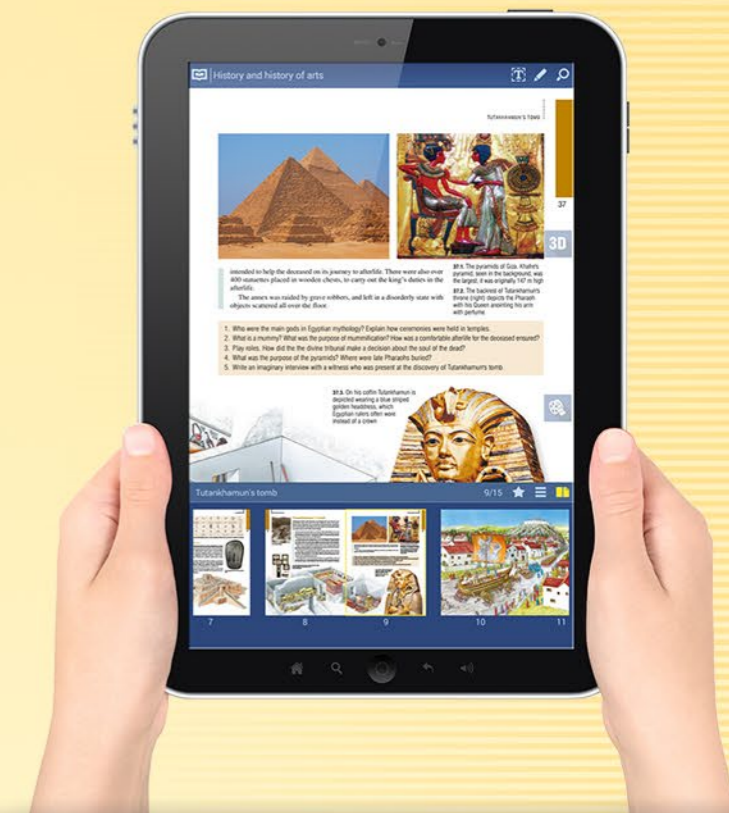 History and history of arts
TUTANKHAMUN'S TOMB
37
3D
intended to help the deceased on its journey to afterlife. There were also over
400 statuettes placed in wooden chests, to carry out the king's duties in the
afterlife.
The annex was raided by grave robbers, and left in a disorderly state with
objects scattered all over the floor.
37.1. The pyramids of Giza. Khafre's
pyramid, seen in the background, was
the largest; it was originally 147 m high
37.2. The backrest of Tutankhamun's
throne (right) depicts the Pharaoh
with his Queen anointing his arm
with perfume
1. Who were the main gods in Egyptian mythology? Explain how ceremonies were held in temples.
2. What is a mummy? What was the purpose of mummification? How was a comfortable afterlife for the deceased ensured?
3. Play roles. How did the the divine tribunal make a decision about the soul of the dead?
4. What was the purpose of the pyramids? Where were late Pharaohs buried?
5. Write an imaginary interview with a witness who was present at the discovery of Tutankhamun's tomb.
37.3. On his coffin Tutankhamun is
depicted wearing a blue striped
golden headdress, which
Egyptian rulers often wore
instead of a crown
Tutankhamun's tomb
9/15
7
8
9
10
11